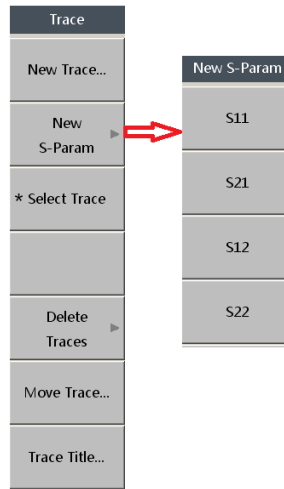 Trace
New Trace...
New
S-Param
* Select Trace
Delete
Traces
Move Trace...
Trace Title...
New S-Param
S11
S21
S12
S22